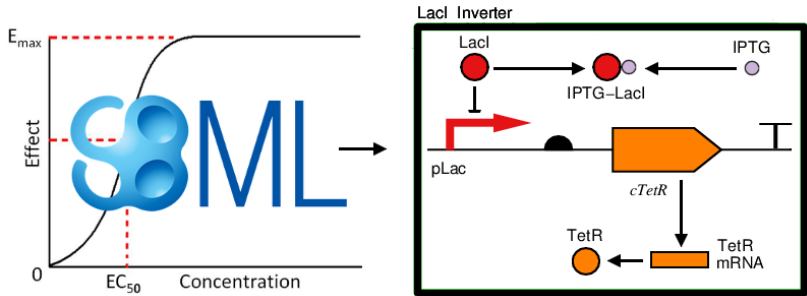 E_max
Effect
SBML
0
EC_50
Concentration
LacI Inverter
LacI
IPTG
IPTG–LacI
pLac
cTetR
TetR
TetR
mRNA